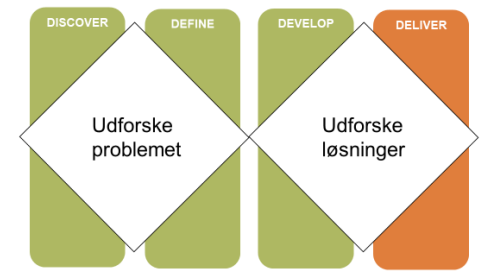 DISCOVER
DEFINE
DEVELOP
DELIVER
Udforske
problemet
Udforske
løsninger